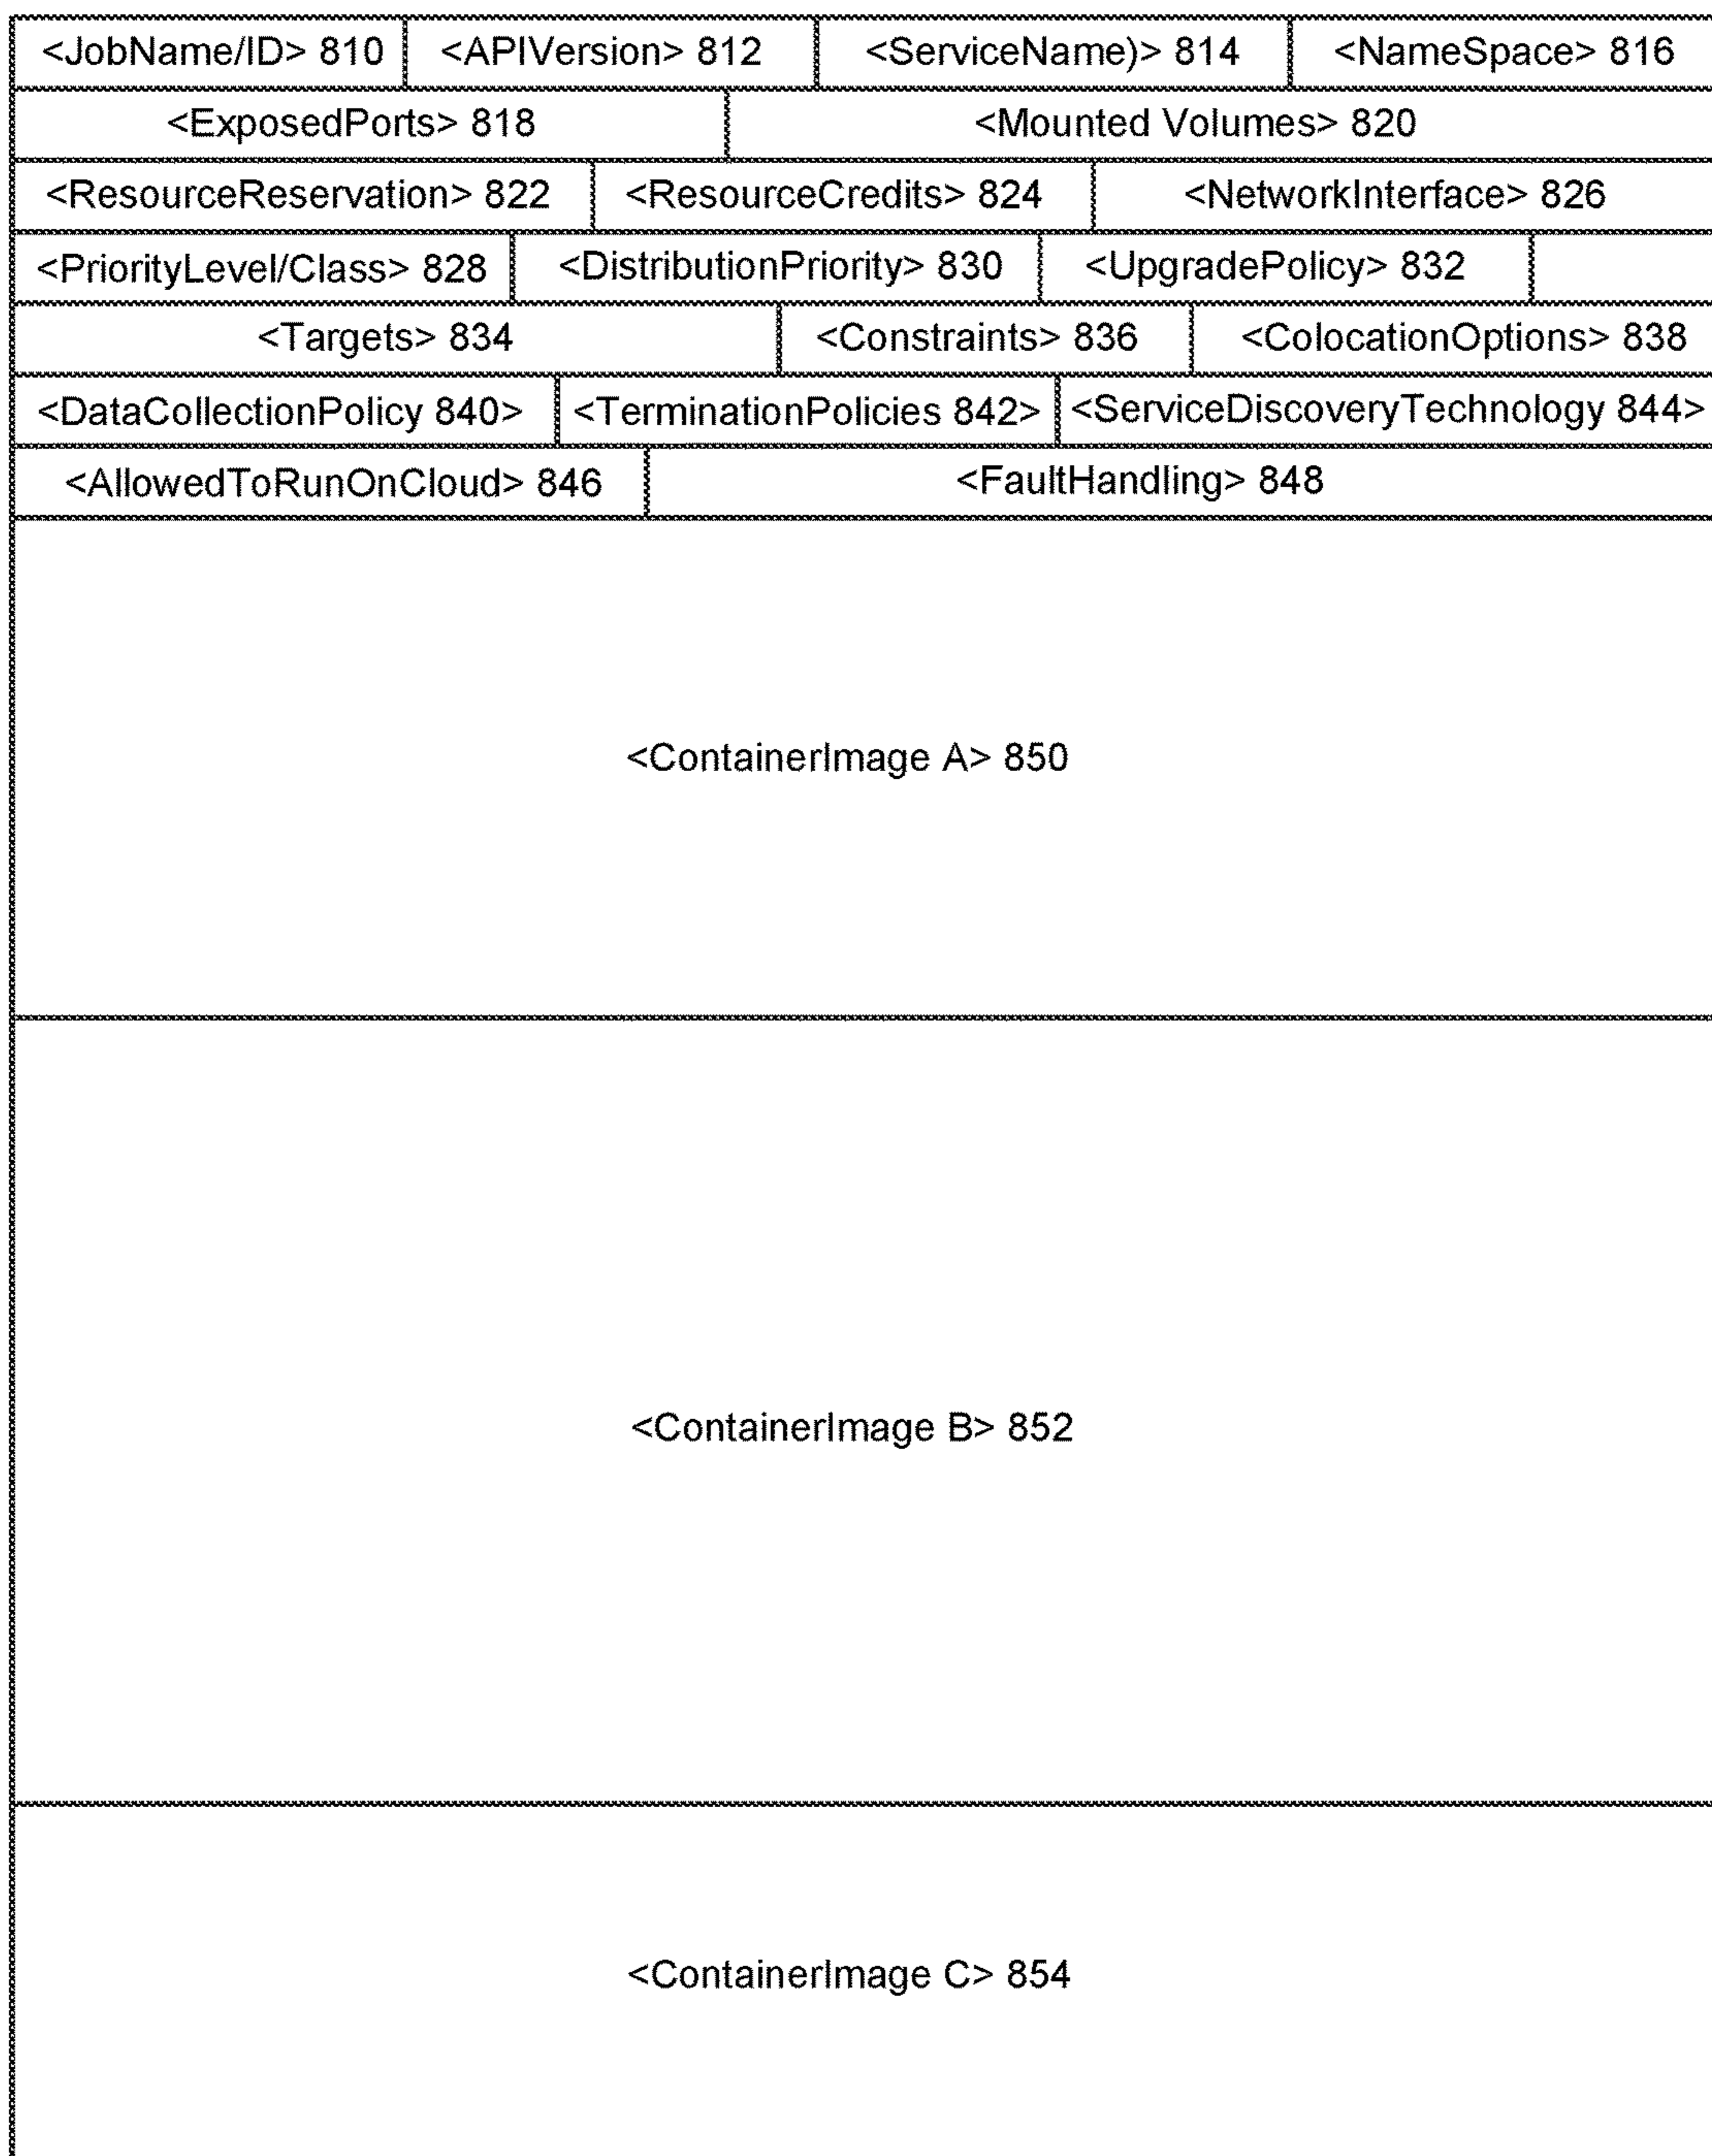 <JobName/ID> 810 <APIVersion> 812 <ServiceName)> 814 <NameSpace> 816
<ExposedPorts> 818 <Mounted Volumes> 820
<ResourceReservation> 822 <ResourceCredits> 824 <NetworkInterface> 826
<PriorityLevel/Class> 828 <DistributionPriority> 830 <UpgradePolicy> 832
<Targets> 834 <Constraints> 836 <ColocationOptions> 838
<DataCollectionPolicy 840> <TerminationPolicies 842> <ServiceDiscoveryTechnology 844>
<AllowedToRunOnCloud> 846 <FaultHandling> 848
<ContainerImage A> 850
<ContainerImage B> 852
<ContainerImage C> 854